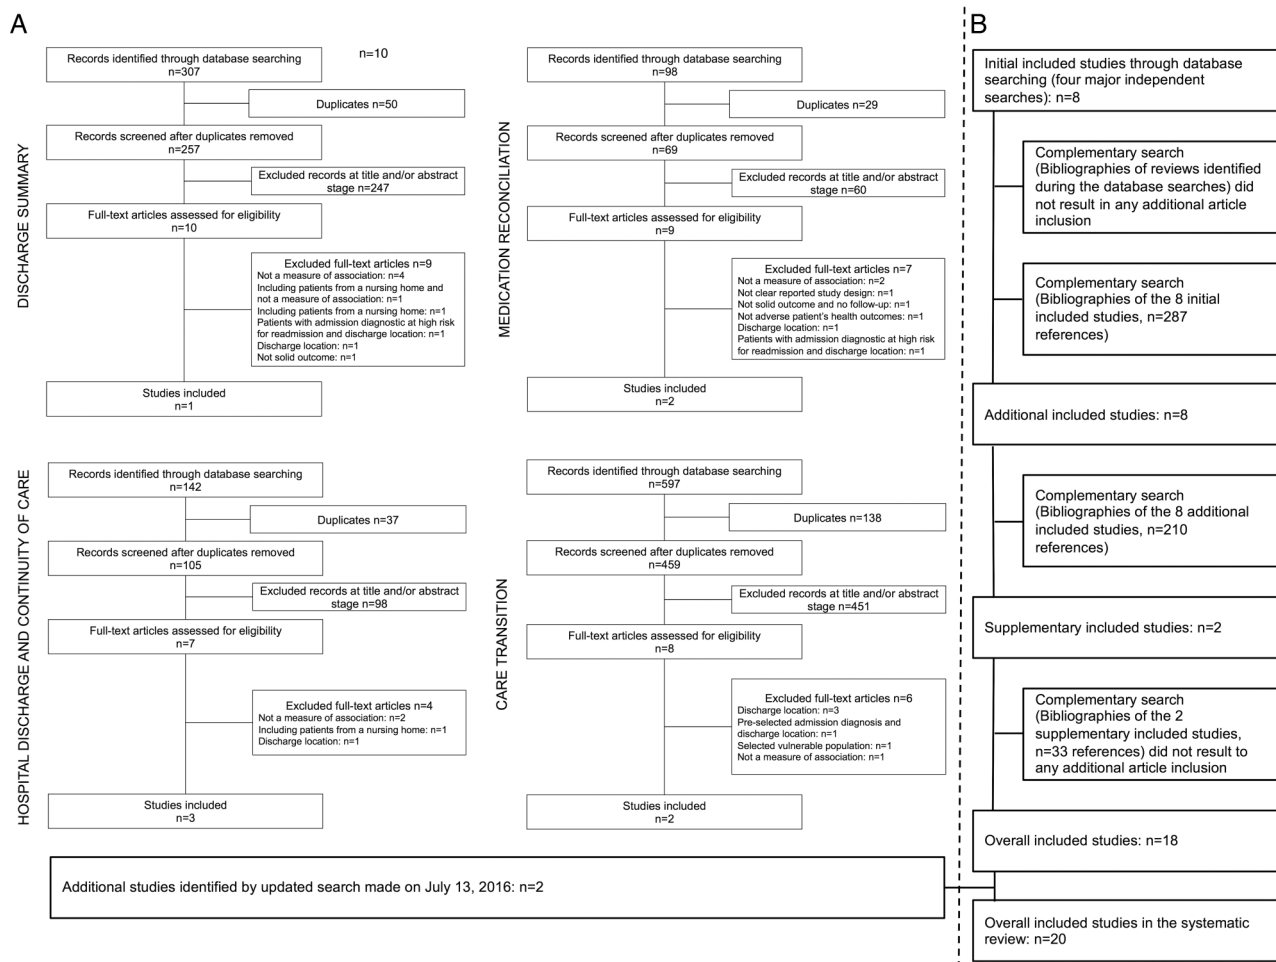 A
n=10
DISCHARGE SUMMARY
Records identified through database searching
n=307
Duplicates n=50
Records screened after duplicates removed
n=257
Excluded records at title and/or abstract
stage n=247
Full-text articles assessed for eligibility
n=10
Excluded full-text articles n=9
Not a measure of association: n=4
Including patients from a nursing home and
not a measure of association: n=1
Including patients from a nursing home: n=1
Patients with admission diagnostic at high risk
for readmission and discharge location: n=1
Discharge location: n=1
Not solid outcome: n=1
Studies included
n=1
MEDICATION RECONCILIATION
Records identified through database searching
n=98
Duplicates n=29
Records screened after duplicates removed
n=69
Excluded records at title and/or abstract
stage n=60
Full-text articles assessed for eligibility
n=9
Excluded full-text articles n=7
Not a measure of association: n=2
Not clear reported study design: n=1
Not solid outcome and no follow-up: n=1
Not adverse patient's health outcomes: n=1
Discharge location: n=1
Patients with admission diagnostic at high risk
for readmission and discharge location: n=1
Studies included
n=2
HOSPITAL DISCHARGE AND CONTINUITY OF CARE
Records identified through database searching
n=142
Duplicates n=37
Records screened after duplicates removed
n=105
Excluded records at title and/or abstract
stage n=98
Full-text articles assessed for eligibility
n=7
Excluded full-text articles n=4
Not a measure of association: n=2
Including patients from a nursing home: n=1
Discharge location: n=1
Studies included
n=3
CARE TRANSITION
Records identified through database searching
n=597
Duplicates n=138
Records screened after duplicates removed
n=459
Excluded records at title and/or abstract
stage n=451
Full-text articles assessed for eligibility
n=8
Excluded full-text articles n=6
Discharge location: n=3
Pre-selected admission diagnosis and
discharge location: n=1
Selected vulnerable population: n=1
Not a measure of association: n=1
Studies included
n=2
Additional studies identified by updated search made on July 13, 2016: n=2
B
Initial included studies through database
searching (four major independent
searches): n=8
Complementary search
(Bibliographies of reviews identified
during the database searches) did
not result in any additional article
inclusion
Complementary search
(Bibliographies of the 8 initial
included studies, n=287
references)
Additional included studies: n=8
Complementary search
(Bibliographies of the 8 additional
included studies, n=210
references)
Supplementary included studies: n=2
Complementary search
(Bibliographies of the 2
supplementary included studies,
n=33 references) did not result to
any additional article inclusion
Overall included studies: n=18
Overall included studies in the systematic
review: n=20